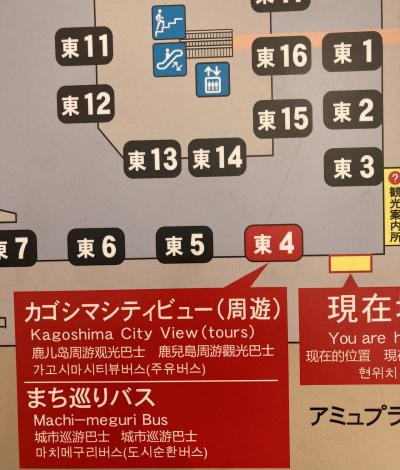 東11
東16
東1
東12
東15
東2
東13
東14
東3
?観光案内所
7
東6
東5
東4
カゴシマシティビュー(周遊)
Kagoshima City View(tours)
鹿儿岛周游观光巴士 鹿兒島周遊觀光巴士
가고시마시티뷰버스(주유버스)
まち巡りバス
Machi-meguri Bus
城市巡游巴士 城市巡遊巴士
마치메구리버스(도시순환버스)
現在
You are
现在的位置 現
현위치
アミュプラ